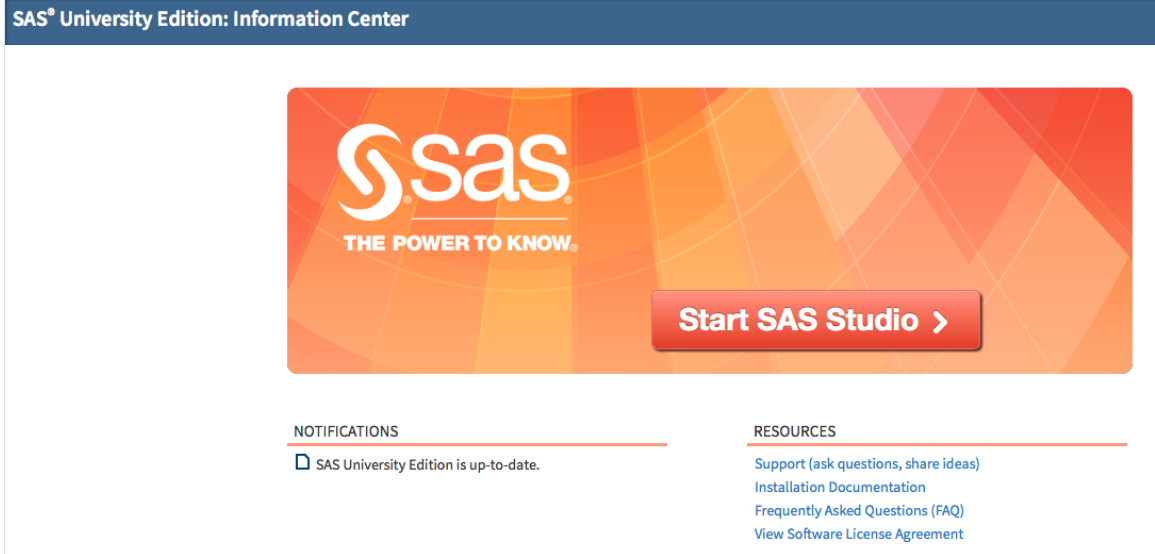 SAS® University Edition: Information Center
sas®
THE POWER TO KNOW®
Start SAS Studio >
NOTIFICATIONS
SAS University Edition is up-to-date.
RESOURCES
Support (ask questions, share ideas)
Installation Documentation
Frequently Asked Questions (FAQ)
View Software License Agreement